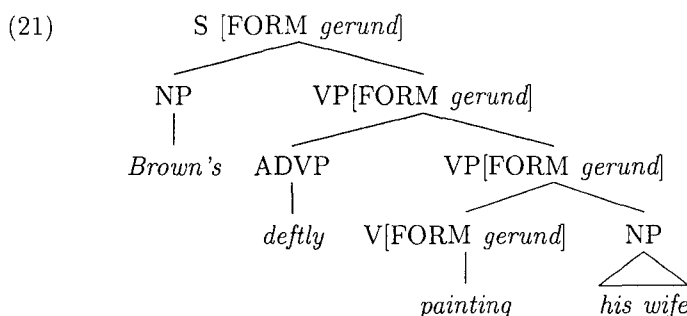 (21) S [FORM gerund]
NP VP[FORM gerund]
Brown's ADVP VP[FORM gerund]
deftly V[FORM gerund] NP
painting his wife